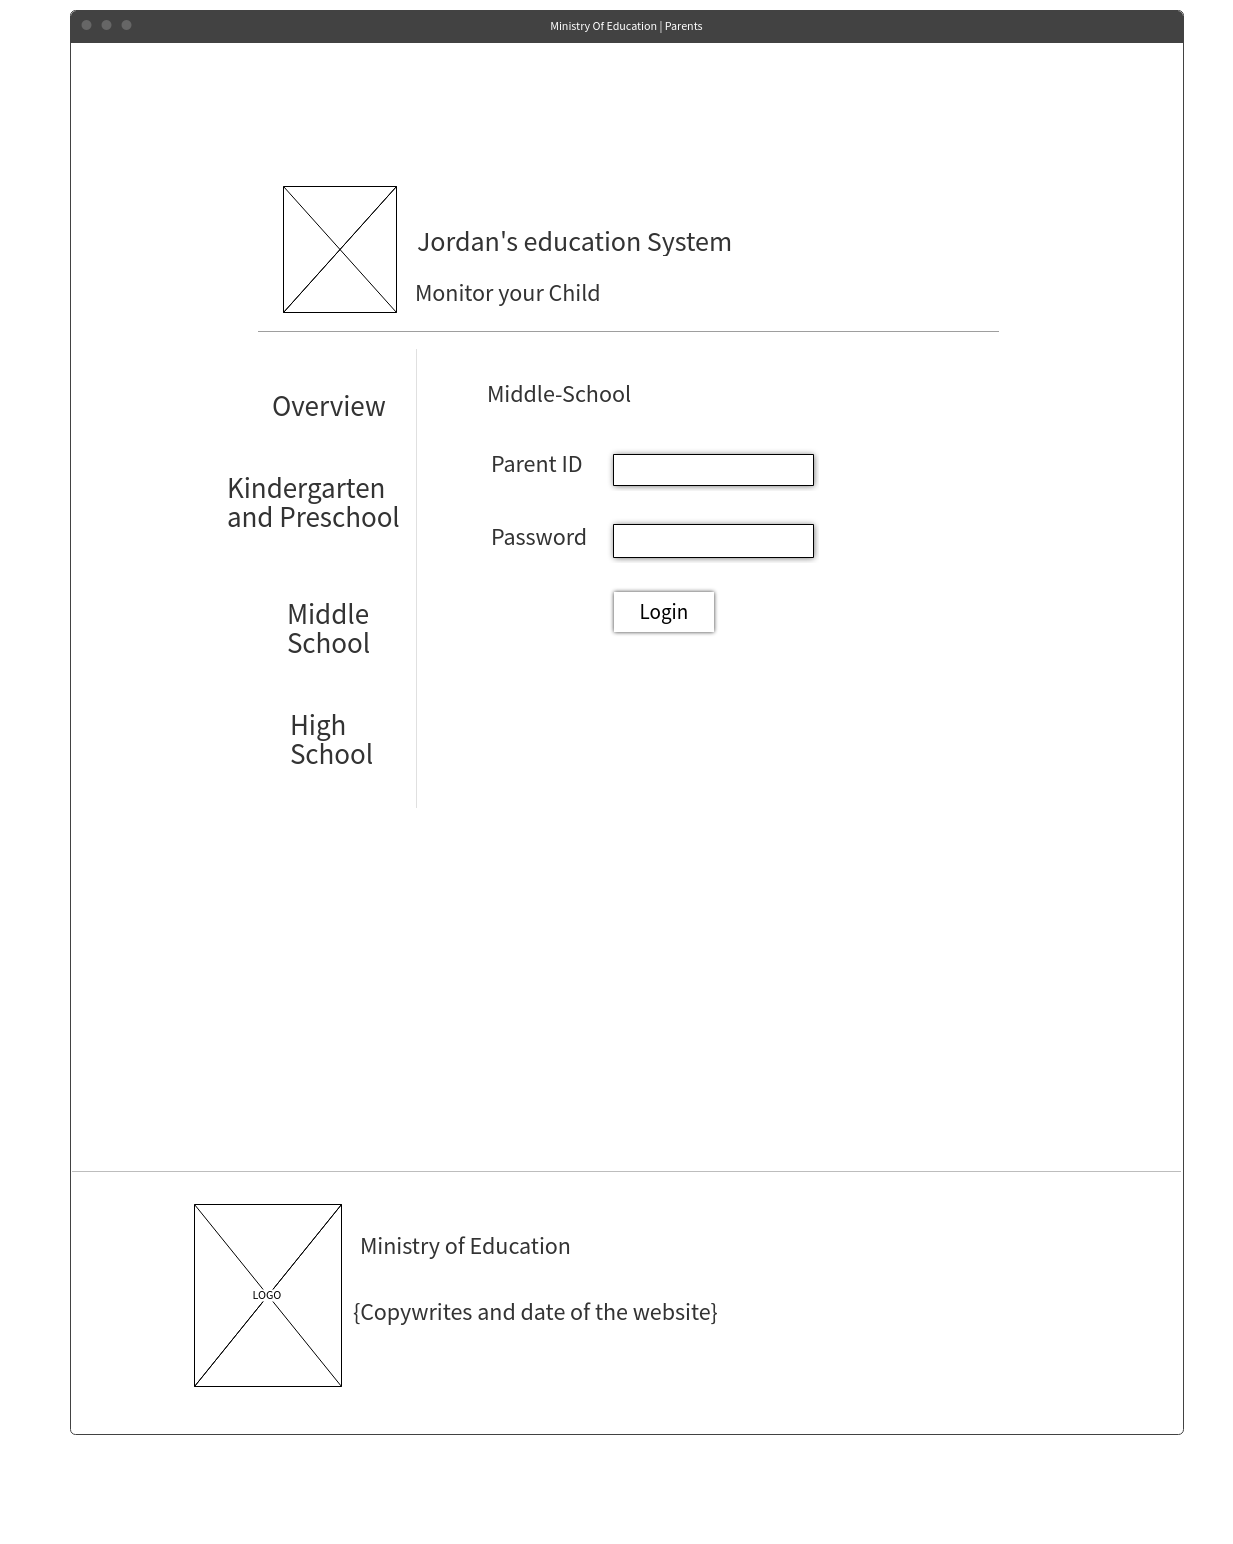 Ministry Of Education | Parents
Jordan's education System
Monitor your Child
Overview
Kindergarten
and Preschool
Middle
School
High
School
Middle-School
Parent ID
Password
Login
LOGO
Ministry of Education
{Copywrites and date of the website}